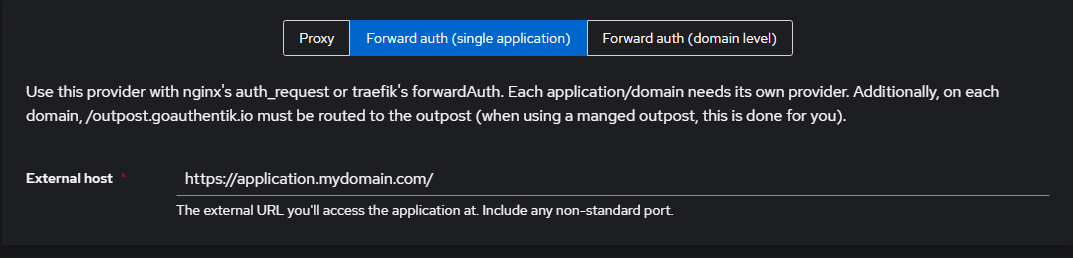 Proxy Forward auth (single application) Forward auth (domain level)
Use this provider with nginx's auth_request or traefik's forwardAuth. Each application/domain needs its own provider. Additionally, on each
domain, /outpost.goauthentik.io must be routed to the outpost (when using a manged outpost, this is done for you).
External host * https://application.mydomain.com/
The external URL you'll access the application at. Include any non-standard port.